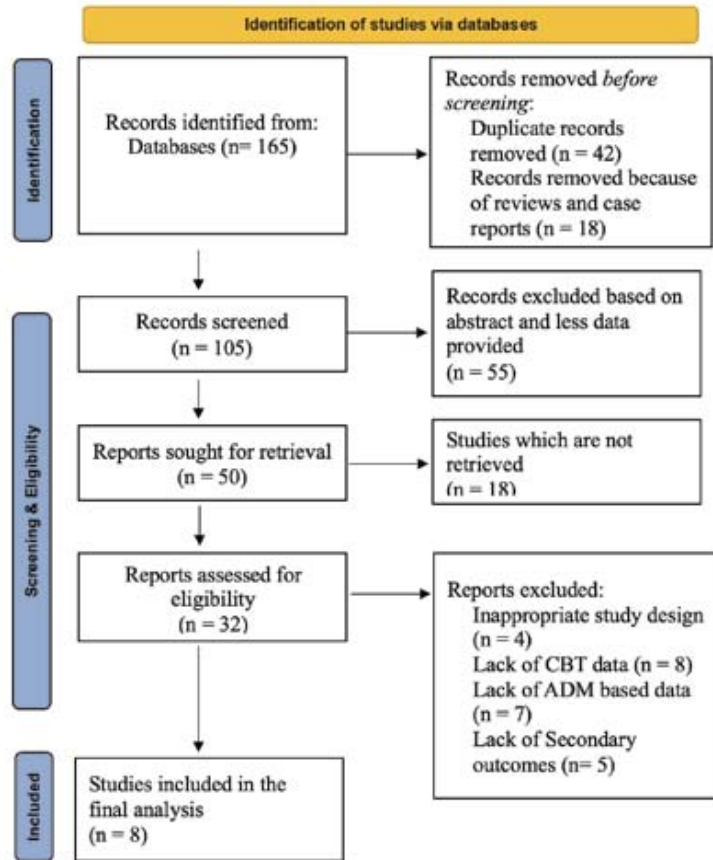 Identification of studies via databases
Identification
Records identified from:
Databases (n= 165)
Records removed before
screening:
Duplicate records
removed (n = 42)
Records removed because
of reviews and case
reports (n = 18)
Screening & Eligibility
Records screened
(n = 105)
Records excluded based on
abstract and less data
provided
(n = 55)
Reports sought for retrieval
(n = 50)
Studies which are not
retrieved
(n = 18)
Reports assessed for
eligibility
(n = 32)
Reports excluded:
Inappropriate study design
(n = 4)
Lack of CBT data (n = 8)
Lack of ADM based data
(n = 7)
Lack of Secondary
outcomes (n= 5)
Included
Studies included in the
final analysis
(n = 8)